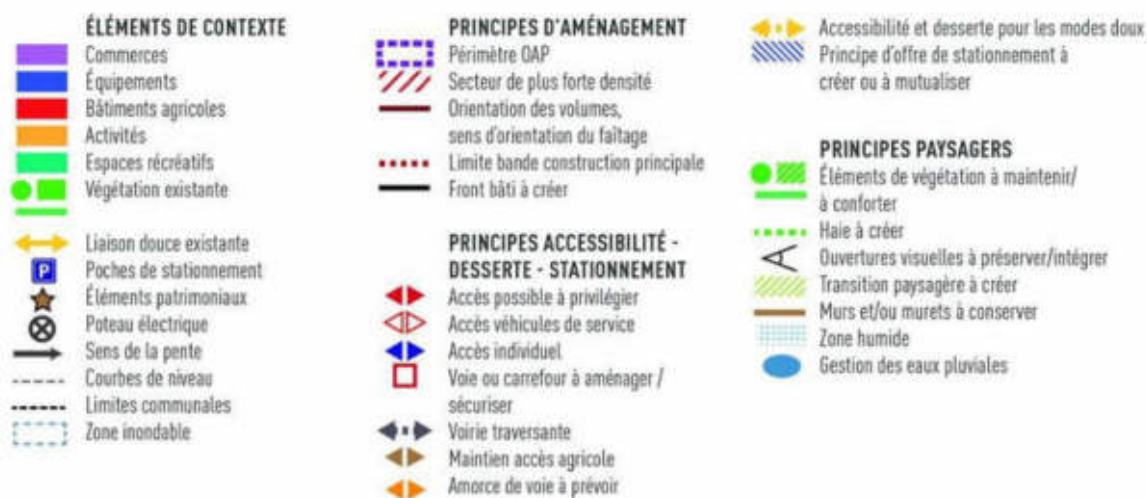 ÉLÉMENTS DE CONTEXTE
Commerces
Équipements
Bâtiments agricoles
Activités
Espaces récréatifs
Végétation existante
Liaison douce existante
P
Poches de stationnement
Éléments patrimoniaux
Poteau électrique
Sens de la pente
Courbes de niveau
Limites communales
Zone inondable
PRINCIPES D'AMÉNAGEMENT
Périmètre OAP
Secteur de plus forte densité
Orientation des volumes,
sens d'orientation du faîtage
Limite bande construction principale
Front bâti à créer
PRINCIPES ACCESSIBILITÉ -
DESSERTE - STATIONNEMENT
Accès possible à privilégier
Accès véhicules de service
Accès individuel
Voie ou carrefour à aménager /
sécuriser
Voirie traversante
Maintien accès agricole
Amorce de voie à prévoir
Accessibilité et desserte pour les modes doux
Principe d'offre de stationnement à
créer ou à mutualiser
PRINCIPES PAYSAGERS
Éléments de végétation à maintenir/
à conforter
Haie à créer
Ouvertures visuelles à préserver/intégrer
Transition paysagère à créer
Murs et/ou murets à conserver
Zone humide
Gestion des eaux pluviales